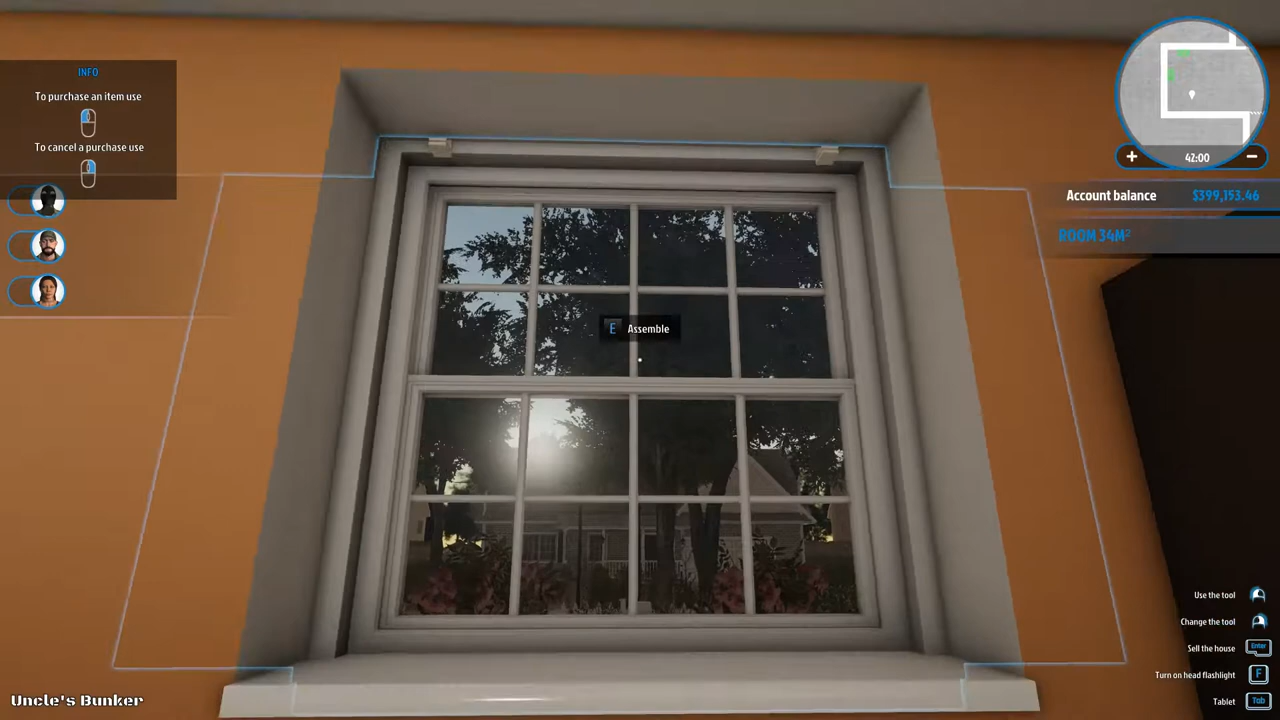 INFO
To purchase an item use
To cancel a purchase use
E Assemble
+ 42:00 −
Account balance $399,153.46
ROOM 34M²
Use the tool
Change the tool
Sell the house Enter
Turn on head flashlight F
Tablet Tab
Uncle's Bunker